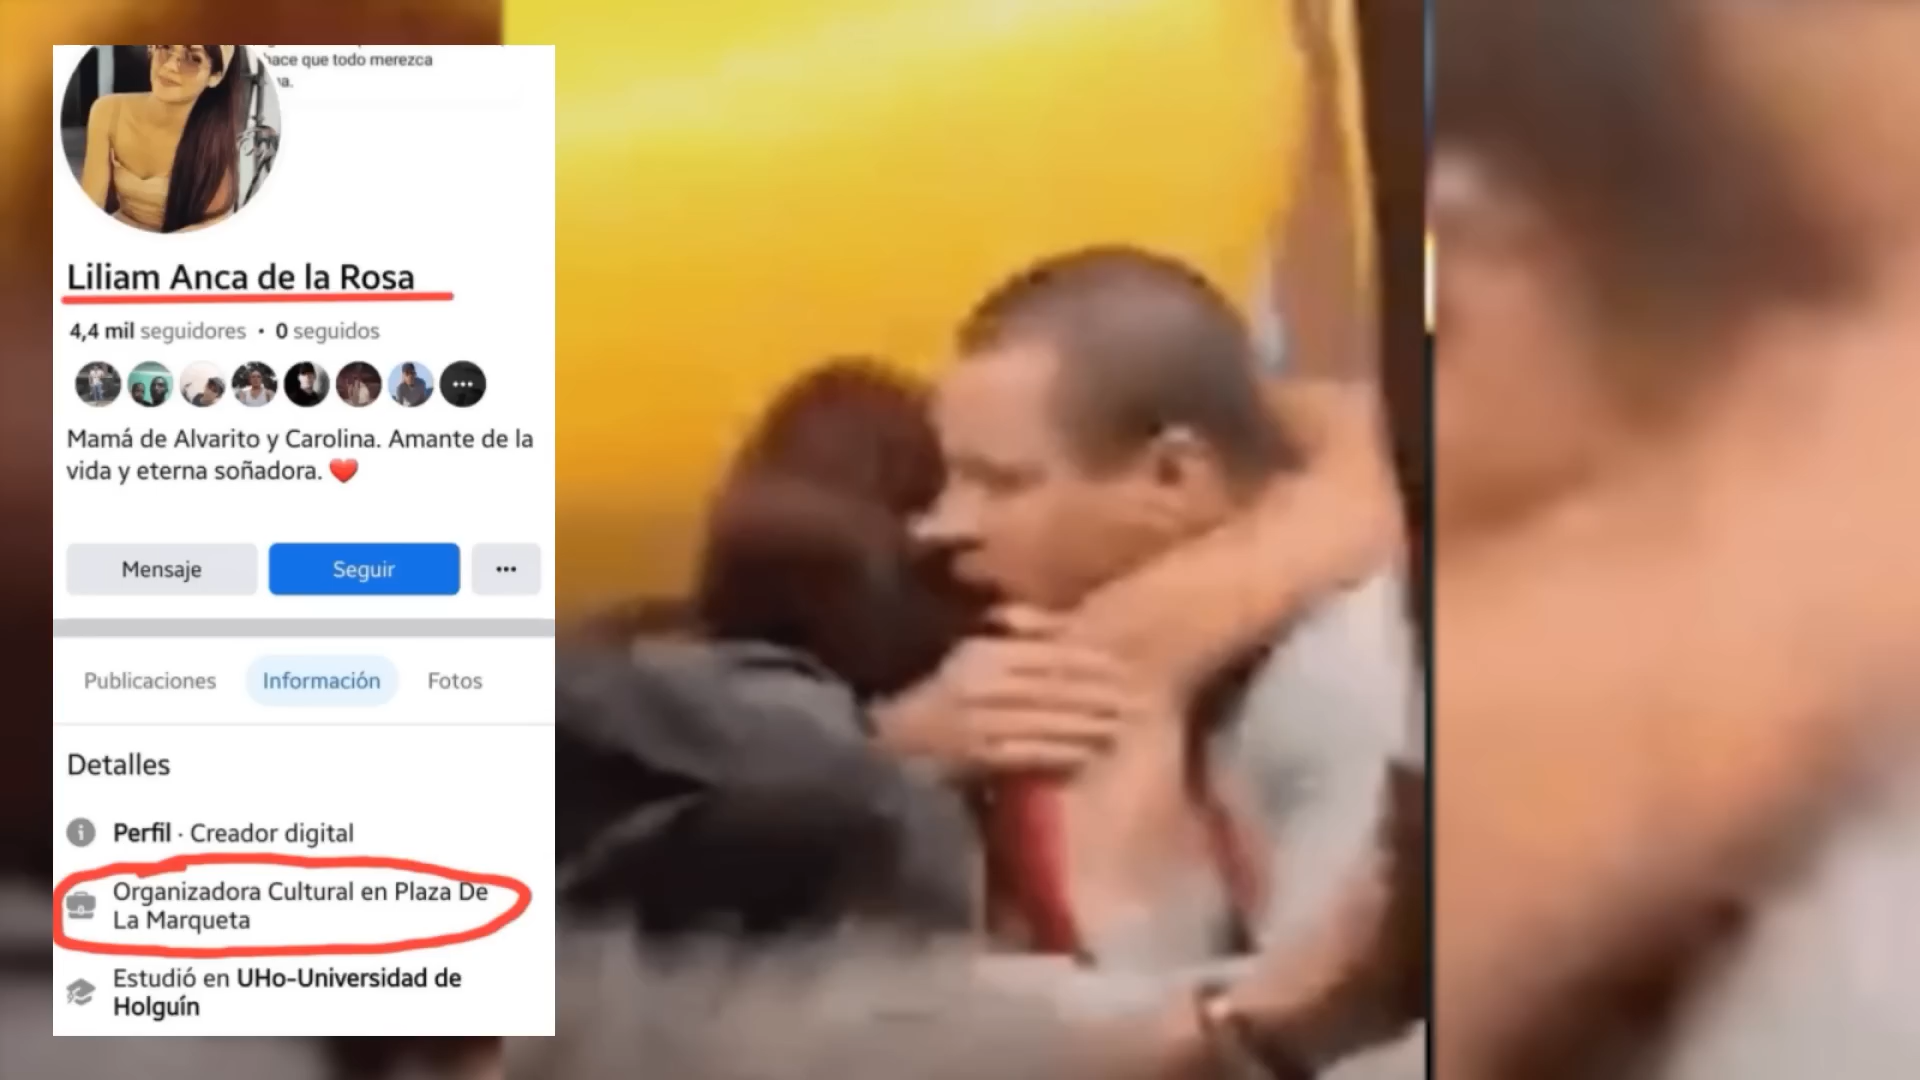 hace que todo merezca
Liliam Anca de la Rosa
4,4 mil seguidores • 0 seguidos
Mamá de Alvarito y Carolina. Amante de la
vida y eterna soñadora. ❤️
Mensaje
Seguir
Publicaciones
Información
Fotos
Detalles
Perfil · Creador digital
Organizadora Cultural en Plaza De
La Marqueta
Estudió en UHo-Universidad de
Holguín